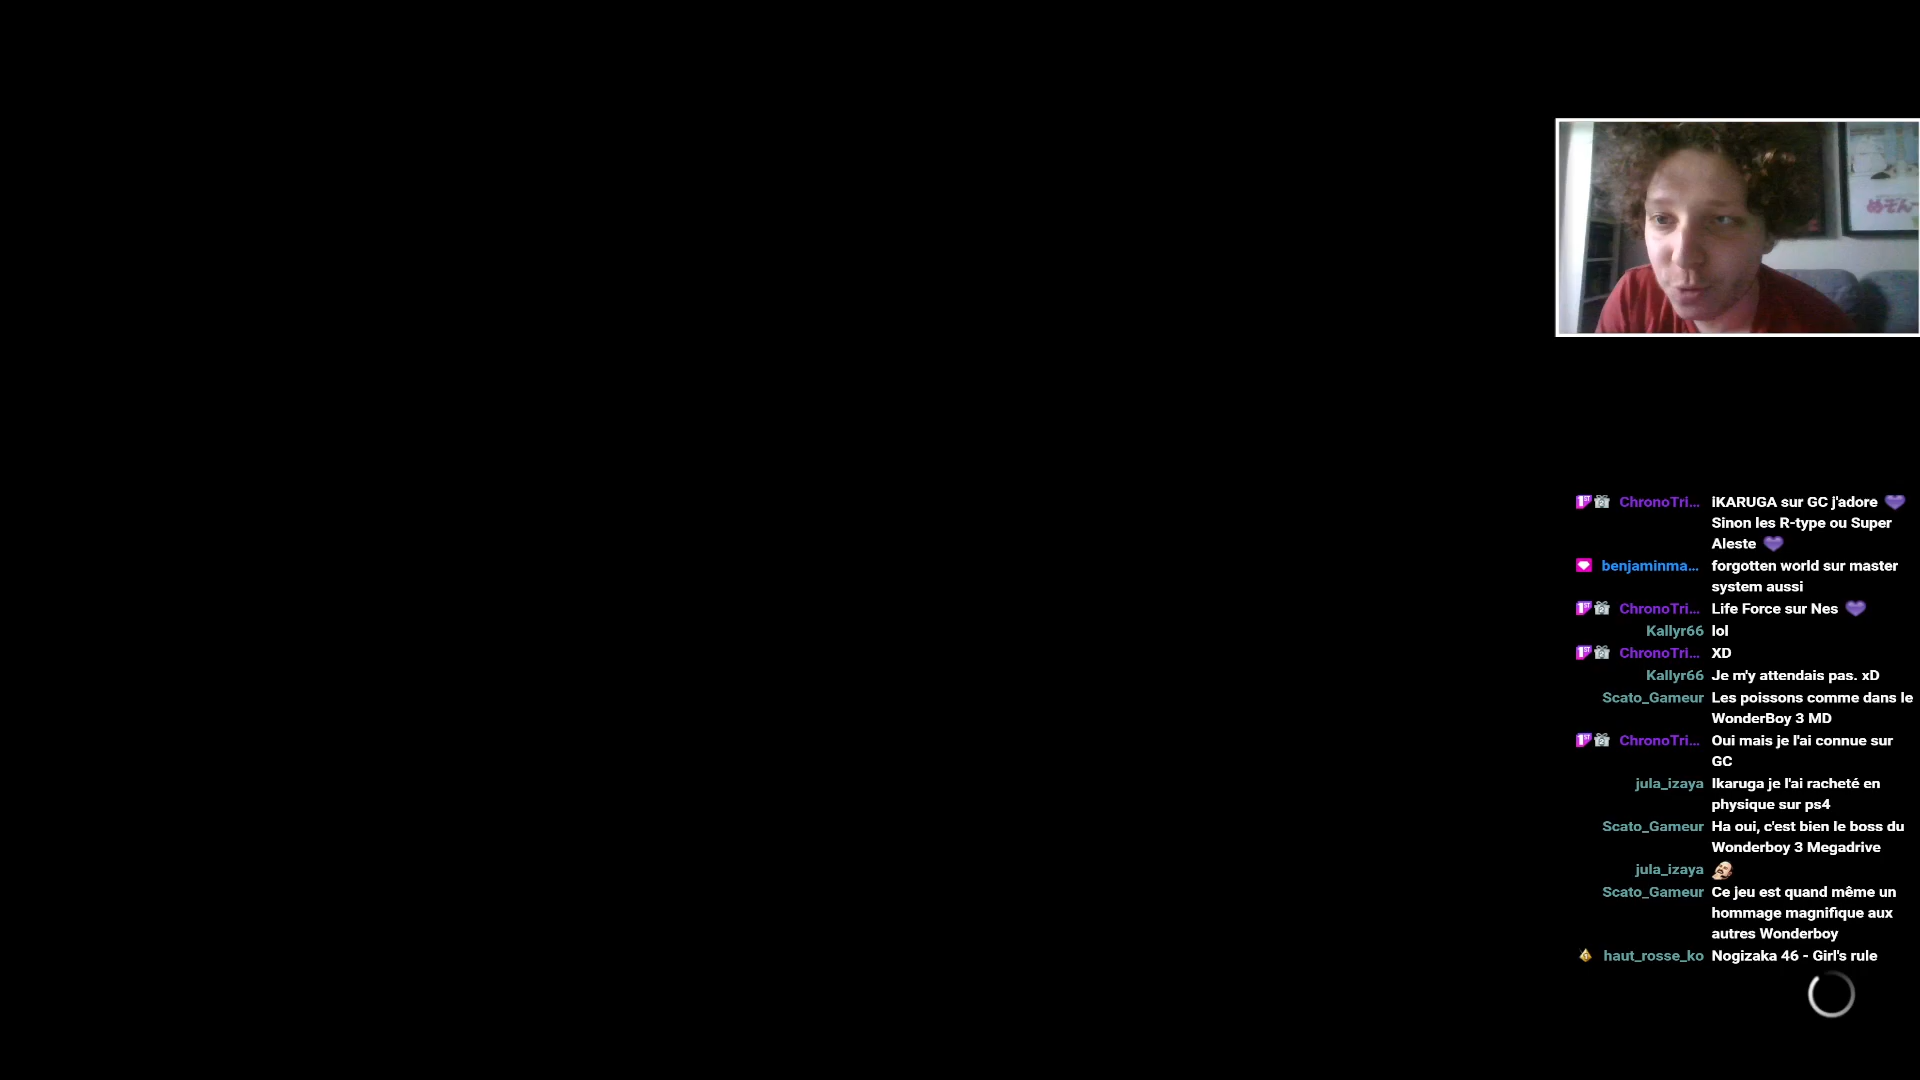 めぞん一
ChronoTri... iKARUGA sur GC j'adore
Sinon les R-type ou Super
Aleste
benjaminma... forgotten world sur master
system aussi
ChronoTri... Life Force sur Nes
Kallyr66 lol
ChronoTri... XD
Kallyr66 Je m'y attendais pas. xD
Scato_Gameur Les poissons comme dans le
WonderBoy 3 MD
ChronoTri... Oui mais je l'ai connue sur
GC
jula_izaya Ikaruga je l'ai racheté en
physique sur ps4
Scato_Gameur Ha oui, c'est bien le boss du
Wonderboy 3 Megadrive
jula_izaya
Scato_Gameur Ce jeu est quand même un
hommage magnifique aux
autres Wonderboy
haut_rosse_ko Nogizaka 46 - Girl's rule